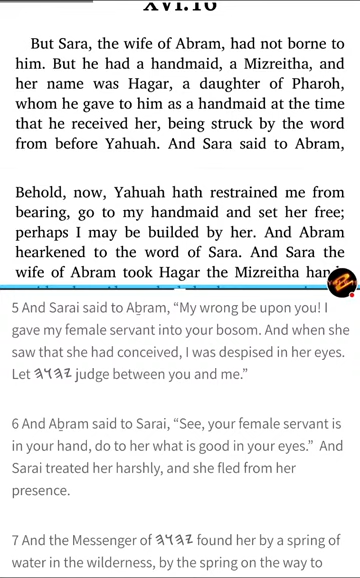 But Sara, the wife of Abram, had not borne to
him. But he had a handmaid, a Mizreitha, and
her name was Hagar, a daughter of Pharoh,
whom he gave to him as a handmaid at the time
that he received her, being struck by the word
from before Yahuah. And Sara said to Abram,
Behold, now, Yahuah hath restrained me from
bearing, go to my handmaid and set her free;
perhaps I may be builded by her. And Abram
hearkened to the word of Sara. And Sara the
wife of Abram took Hagar the Mizreitha
5 And Sarai said to Aḇram, “My wrong be upon you! I
gave my female servant into your bosom. And when she
saw that she had conceived, I was despised in her eyes.
Let 𐤉𐤄𐤅𐤄 judge between you and me.”
6 And Aḇram said to Sarai, “See, your female servant is
in your hand, do to her what is good in your eyes.” And
Sarai treated her harshly, and she fled from her
presence.
7 And the Messenger of 𐤉𐤄𐤅𐤄 found her by a spring of
water in the wilderness, by the spring on the way to